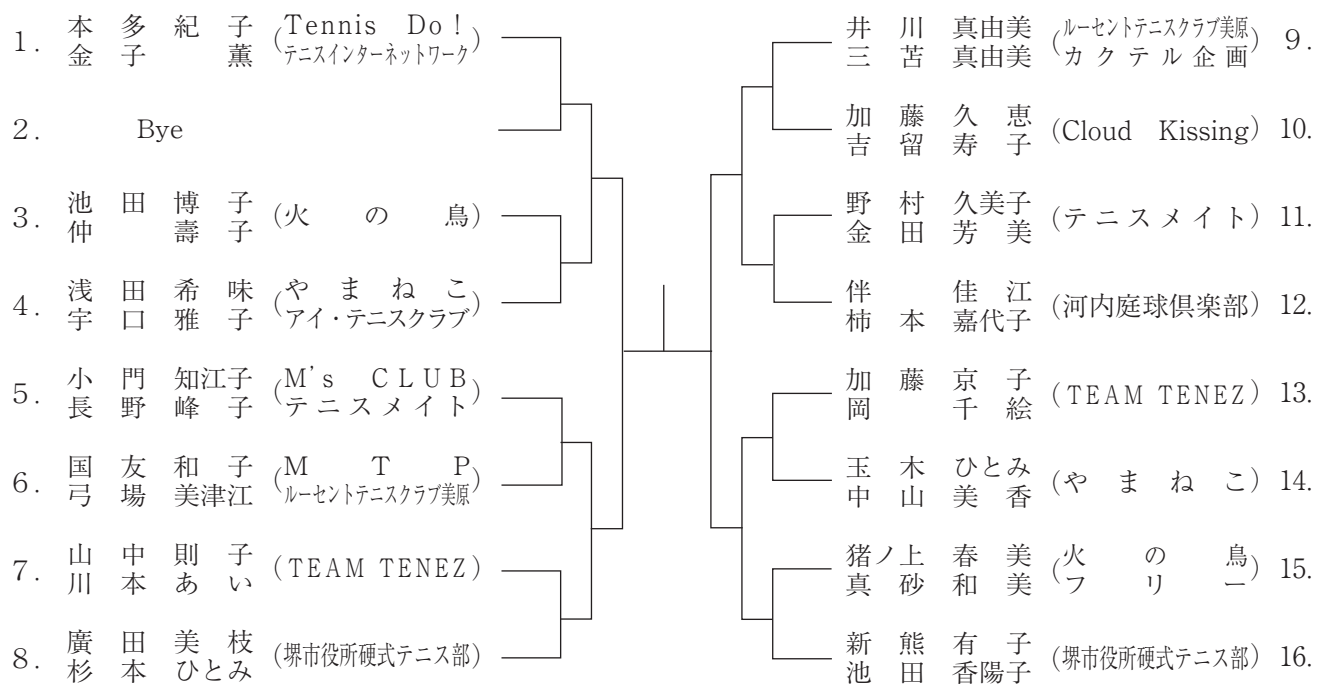 1. 本多紀子 (Tennis Do!
金子薫 テニスインターネットワーク)
2. Bye
3. 池田博子 (火の鳥)
仲壽子
4. 浅田希味 (やまねこ
宇口雅子 アイ・テニスクラブ)
5. 小門知江子 (M's CLUB
長野峰子 テニスメイト)
6. 国友和子 (MTP
弓場美津江 ルーセントテニスクラブ美原)
7. 山中則子 (TEAM TENEZ)
川本あい
8. 廣田美枝 (堺市役所硬式テニス部)
杉本ひとみ
井川真由美 (ルーセントテニスクラブ美原 9.
三苫真由美 カクテル企画)
加藤久恵 (Cloud Kissing) 10.
吉留寿子
野村久美子 (テニスメイト) 11.
金田芳美
伴佳江 (河内庭球倶楽部) 12.
柿本嘉代子
加藤京子 (TEAM TENEZ) 13.
岡千絵
玉木ひとみ (やまねこ) 14.
中山美香
猪ノ上春美 (火の鳥 15.
真砂和美 フリー)
新熊有子 (堺市役所硬式テニス部) 16.
池田香陽子